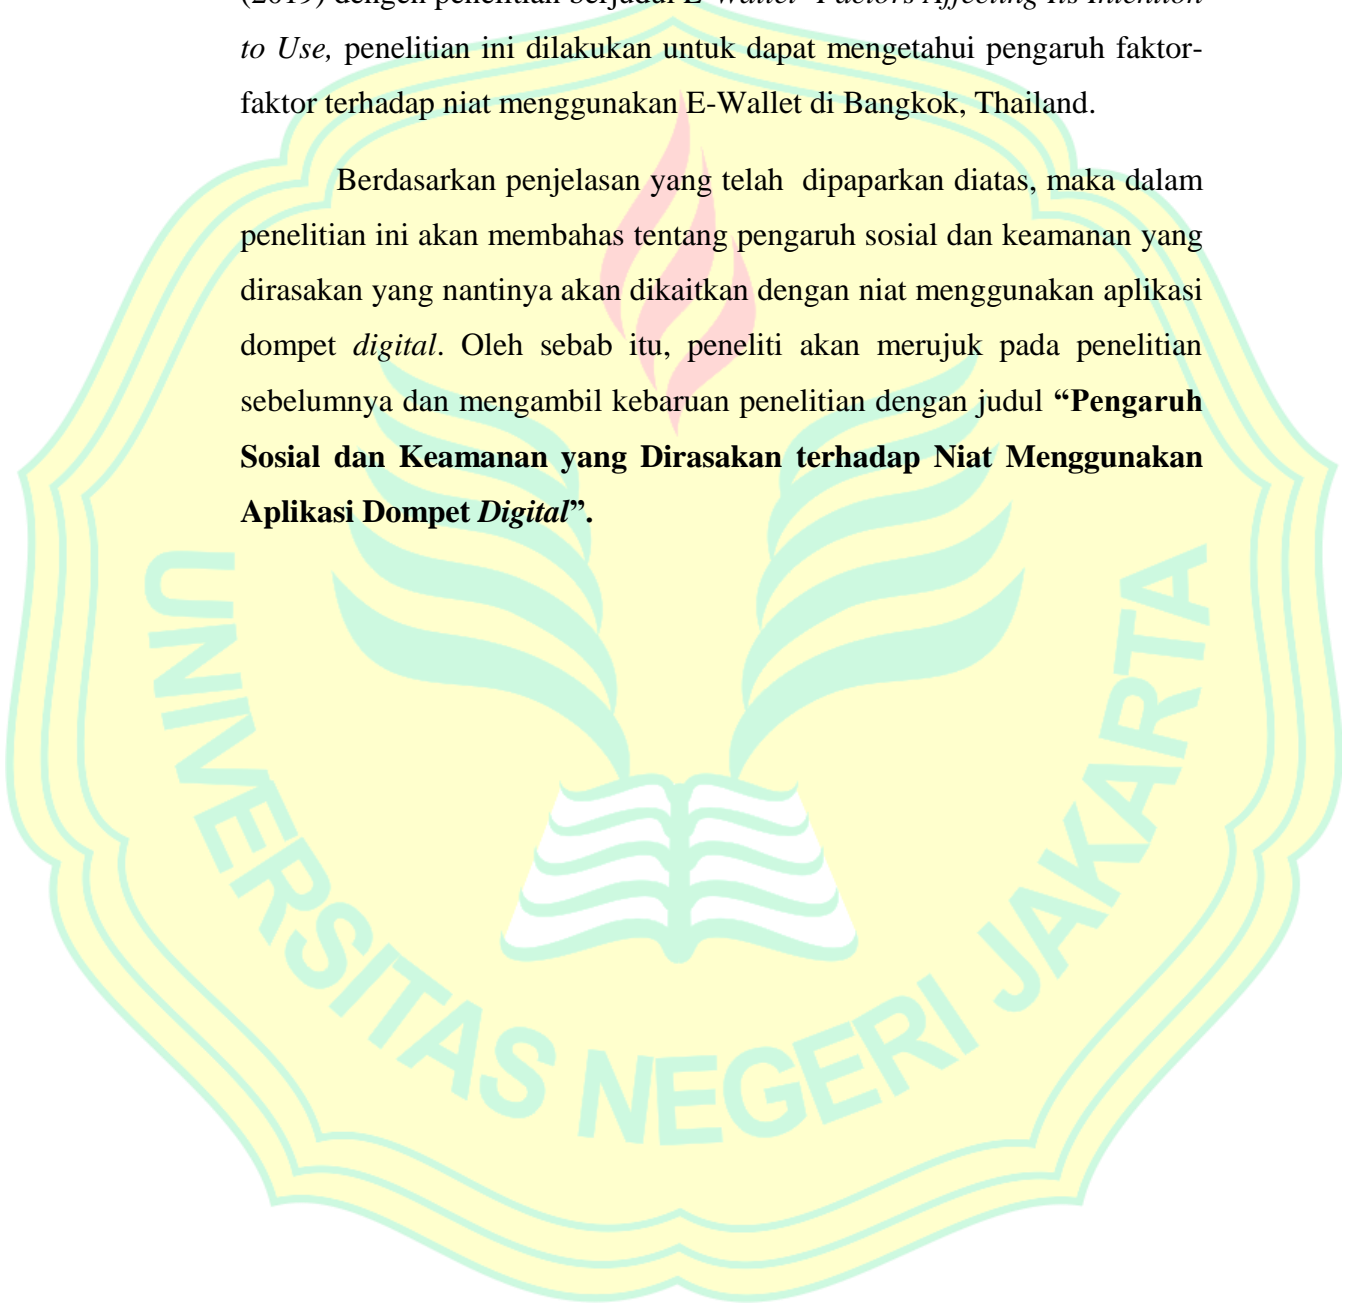 (2019) dengen penelitian berjudul E-Wallet Factors Affecting Its Intention
to Use, penelitian ini dilakukan untuk dapat mengetahui pengaruh faktor-
faktor terhadap niat menggunakan E-Wallet di Bangkok, Thailand.
Berdasarkan penjelasan yang telah dipaparkan diatas, maka dalam
penelitian ini akan membahas tentang pengaruh sosial dan keamanan yang
dirasakan yang nantinya akan dikaitkan dengan niat menggunakan aplikasi
dompet digital. Oleh sebab itu, peneliti akan merujuk pada penelitian
sebelumnya dan mengambil kebaruan penelitian dengan judul “Pengaruh
Sosial dan Keamanan yang Dirasakan terhadap Niat Menggunakan
Aplikasi Dompet Digital”.
UNIVERSITAS NEGERI JAKARTA